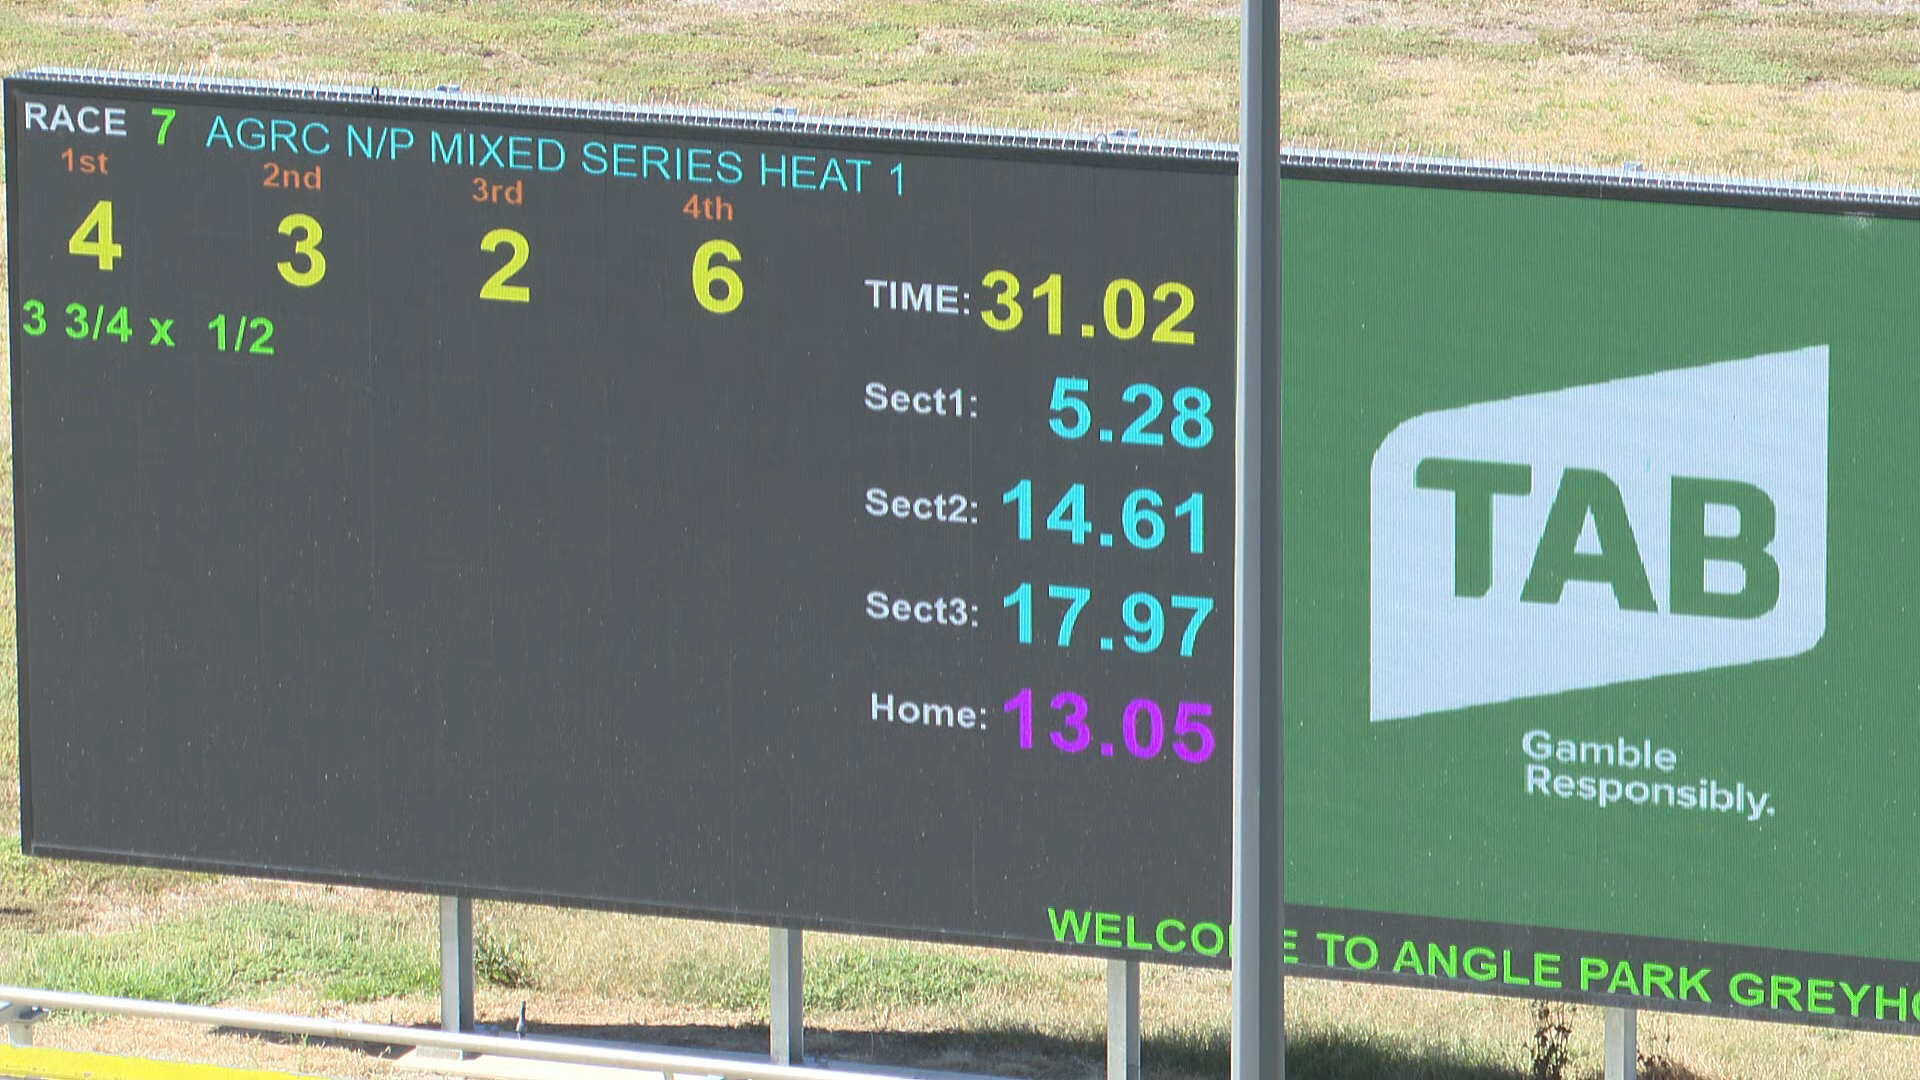 RACE 7 AGRC N/P MIXED SERIES HEAT 1
1st 2nd 3rd 4th
4 3 2 6
3 3/4 x 1/2
TIME: 31.02
Sect1: 5.28
Sect2: 14.61
Sect3: 17.97
Home: 13.05
TAB
Gamble
Responsibly.
TO ANGLE PARK